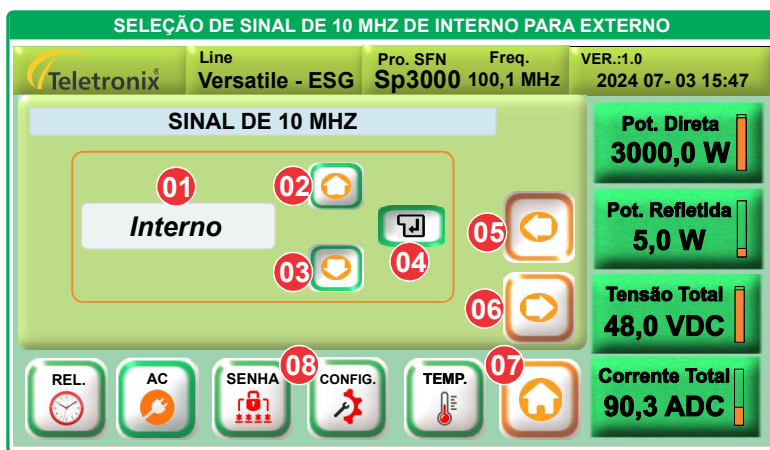 SELEÇÃO DE SINAL DE 10 MHZ DE INTERNO PARA EXTERNO
Teletronix®
Line
Versatile - ESG
Pro. SFN Freq.
Sp3000 100,1 MHz
VER.:1.0
2024 07- 03 15:47
SINAL DE 10 MHZ
01
Interno
02
03
04
05
06
Pot. Direta
3000,0 W
Pot. Refletida
5,0 W
Tensão Total
48,0 VDC
Corrente Total
90,3 ADC
REL.
AC
SENHA
****
08
CONFIG.
TEMP.
07